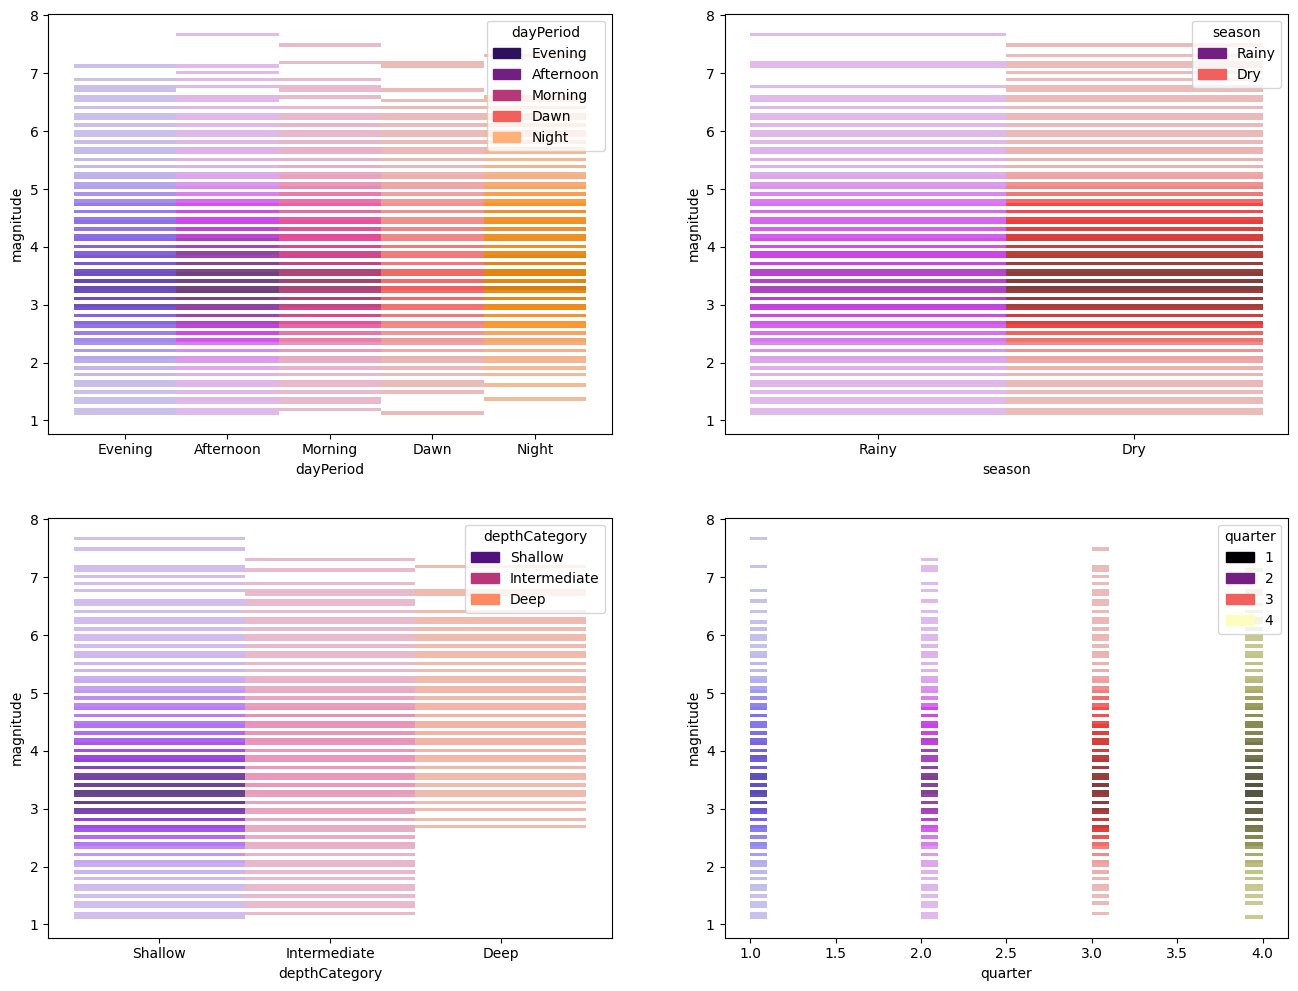 8
7
6
5
4
3
2
1
magnitude
Evening Afternoon Morning Dawn Night
dayPeriod
dayPeriod
Evening
Afternoon
Morning
Dawn
Night
8
7
6
5
4
3
2
1
magnitude
Rainy Dry
season
season
Rainy
Dry
8
7
6
5
4
3
2
1
magnitude
Shallow Intermediate Deep
depthCategory
depthCategory
Shallow
Intermediate
Deep
8
7
6
5
4
3
2
1
magnitude
1.0 1.5 2.0 2.5 3.0 3.5 4.0
quarter
quarter
1
2
3
4